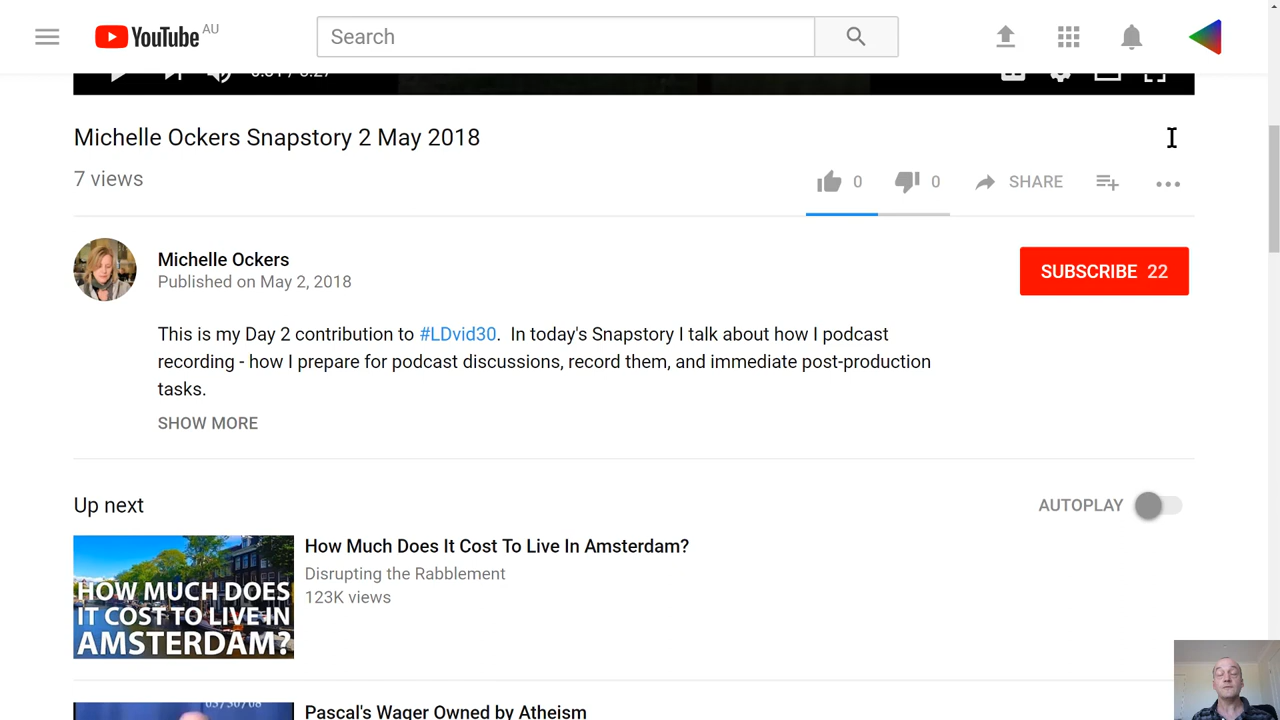 YouTube AU
Search
Michelle Ockers Snapstory 2 May 2018
7 views
0 0 SHARE
Michelle Ockers
Published on May 2, 2018
SUBSCRIBE 22
This is my Day 2 contribution to #LDvid30. In today's Snapstory I talk about how I podcast
recording - how I prepare for podcast discussions, record them, and immediate post-production
tasks.
SHOW MORE
Up next
AUTOPLAY
HOW MUCH DOES
IT COST TO LIVE IN
AMSTERDAM?
How Much Does It Cost To Live In Amsterdam?
Disrupting the Rabblement
123K views
Pascal's Wager Owned by Atheism